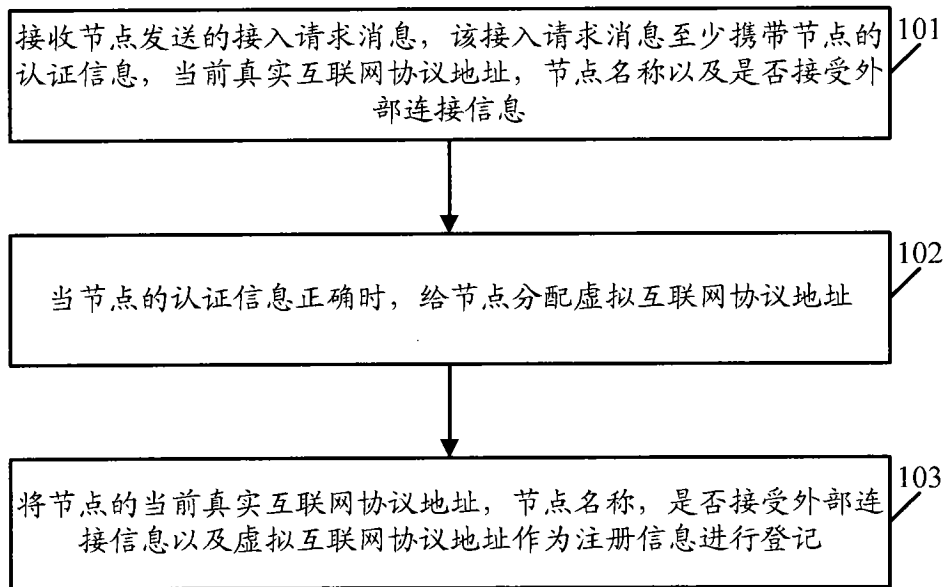 接收节点发送的接入请求消息，该接入请求消息至少携带节点的
认证信息，当前真实互联网协议地址，节点名称以及是否接受外
部连接信息
101
当节点的认证信息正确时，给节点分配虚拟互联网协议地址
102
将节点的当前真实互联网协议地址，节点名称，是否接受外部连
接信息以及虚拟互联网协议地址作为注册信息进行登记
103